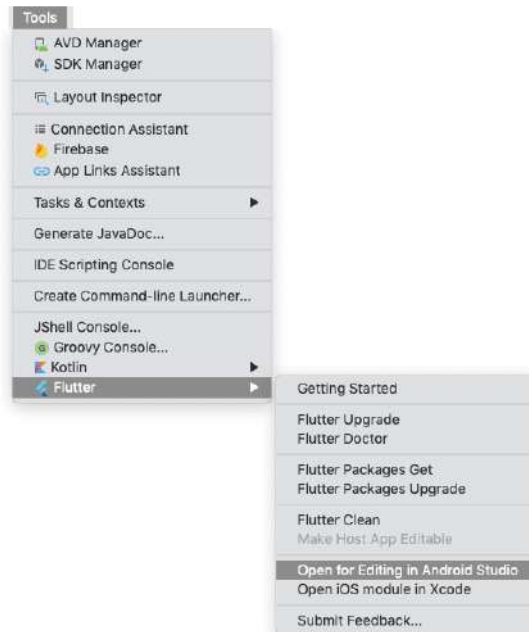 Tools
AVD Manager
SDK Manager
Layout Inspector
Connection Assistant
Firebase
App Links Assistant
Tasks & Contexts
Generate JavaDoc...
IDE Scripting Console
Create Command-line Launcher...
JShell Console...
G Groovy Console...
Kotlin
Flutter
Getting Started
Flutter Upgrade
Flutter Doctor
Flutter Packages Get
Flutter Packages Upgrade
Flutter Clean
Make Host App Editable
Open for Editing in Android Studio
Open iOS module in Xcode
Submit Feedback...